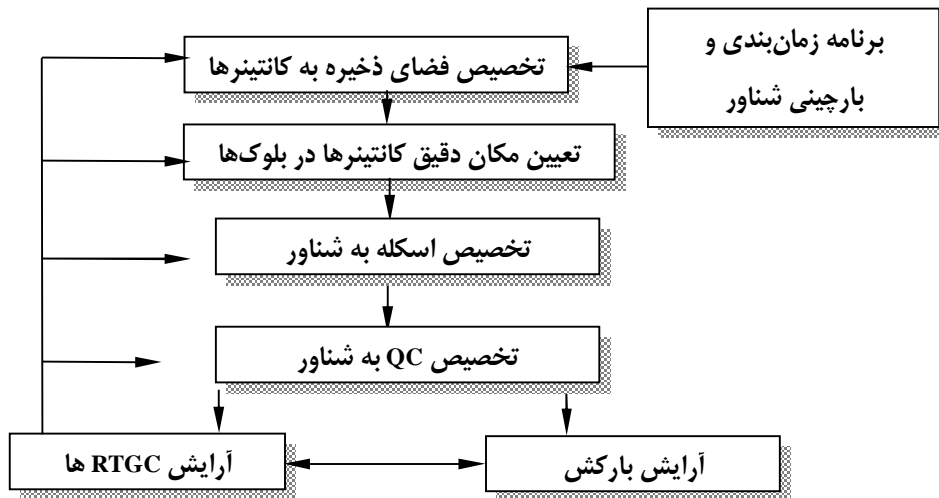 برنامه زمان‌بندی و
بارچینی شناور
تخصیص فضای ذخیره به کانتینرها
تعیین مکان دقیق کانتینرها در بلوک‌ها
تخصیص اسکله به شناور
تخصیص QC به شناور
آرایش بارکش
آرایش RTGC ها